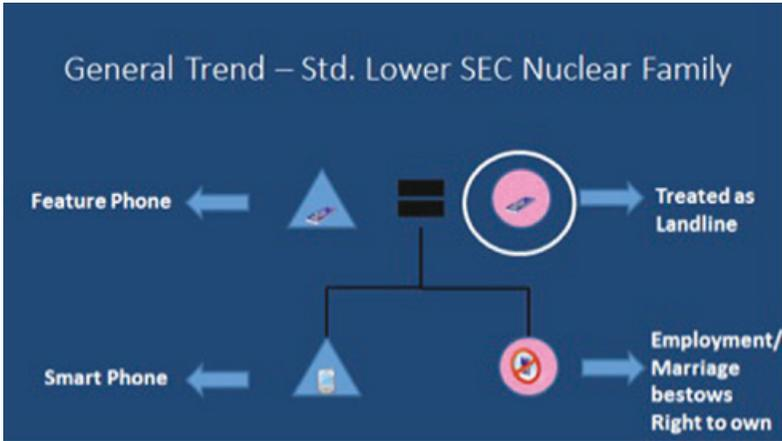 General Trend – Std. Lower SEC Nuclear Family
Feature Phone
Treated as
Landline
Smart Phone
Employment/
Marriage
bestows
Right to own